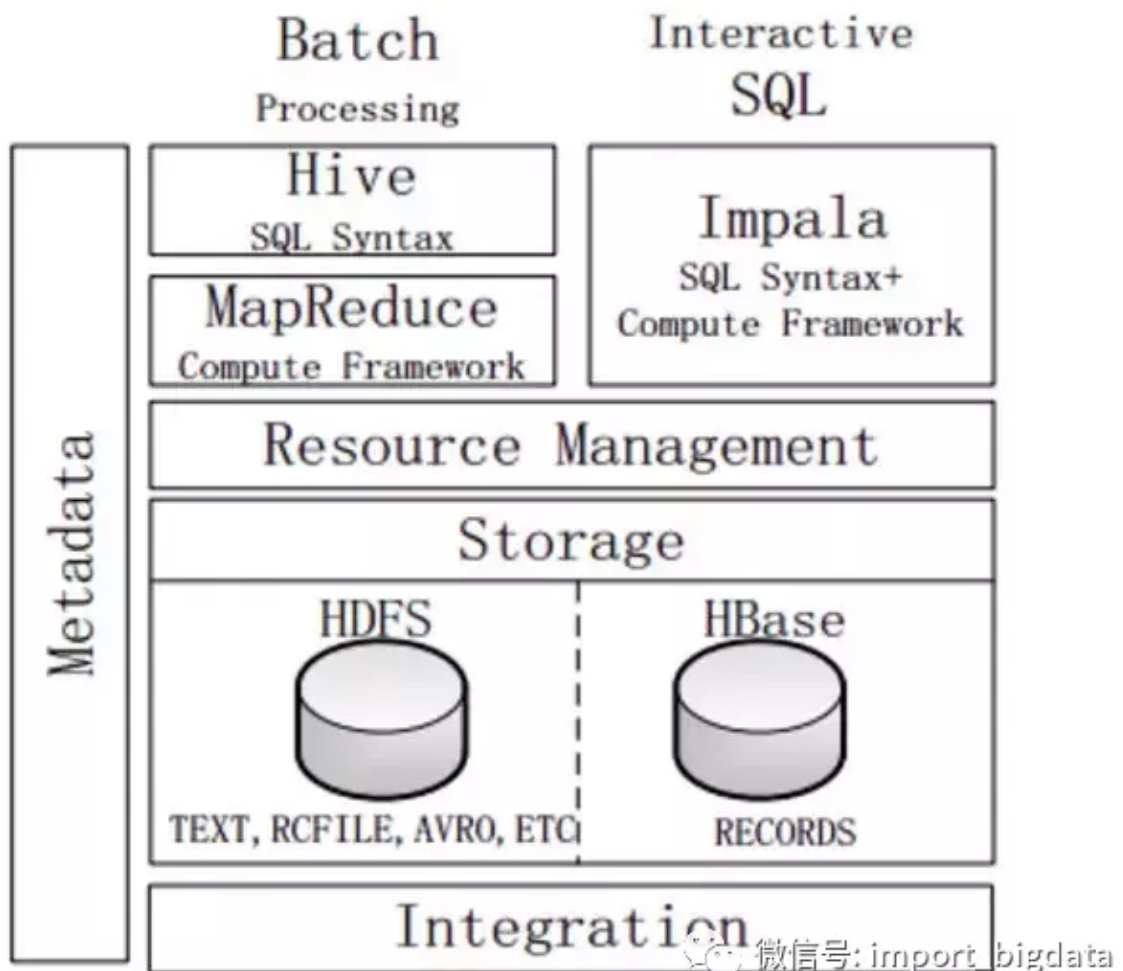 Batch
Processing
Interactive
SQL
Metadata
Hive
SQL Syntax
MapReduce
Compute Framework
Impala
SQL Syntax+
Compute Framework
Resource Management
Storage
HDFS
HBase
TEXT, RCFILE, AVRO, ETC
RECORDS
Integration
微信号: import_bigdata